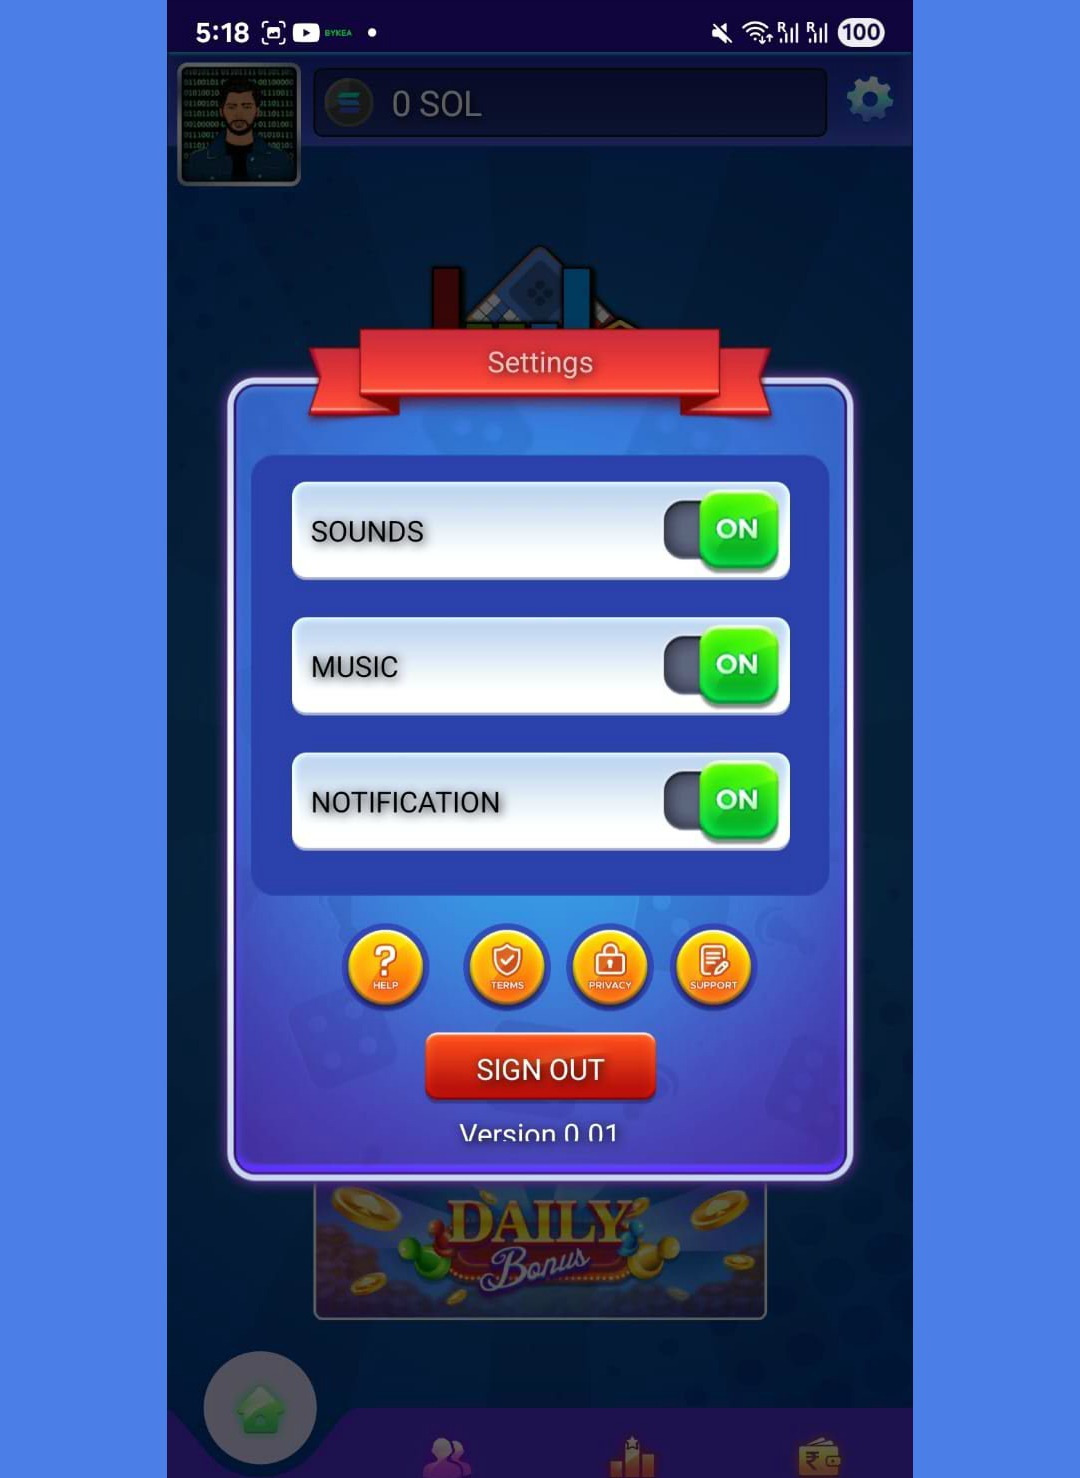 5:18 BYKEA R R 100
0 SOL
Settings
SOUNDS ON
MUSIC ON
NOTIFICATION ON
HELP TERMS PRIVACY SUPPORT
SIGN OUT
Version 0.01
DAILY
Bonus